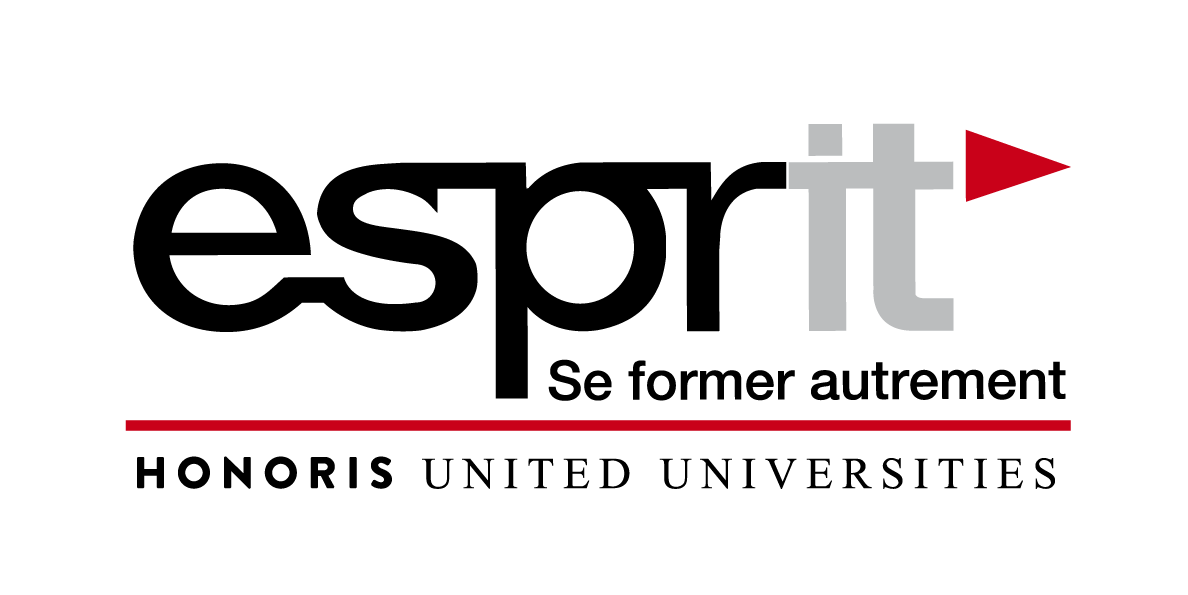 esprit
Se former autrement
HONORIS UNITED UNIVERSITIES